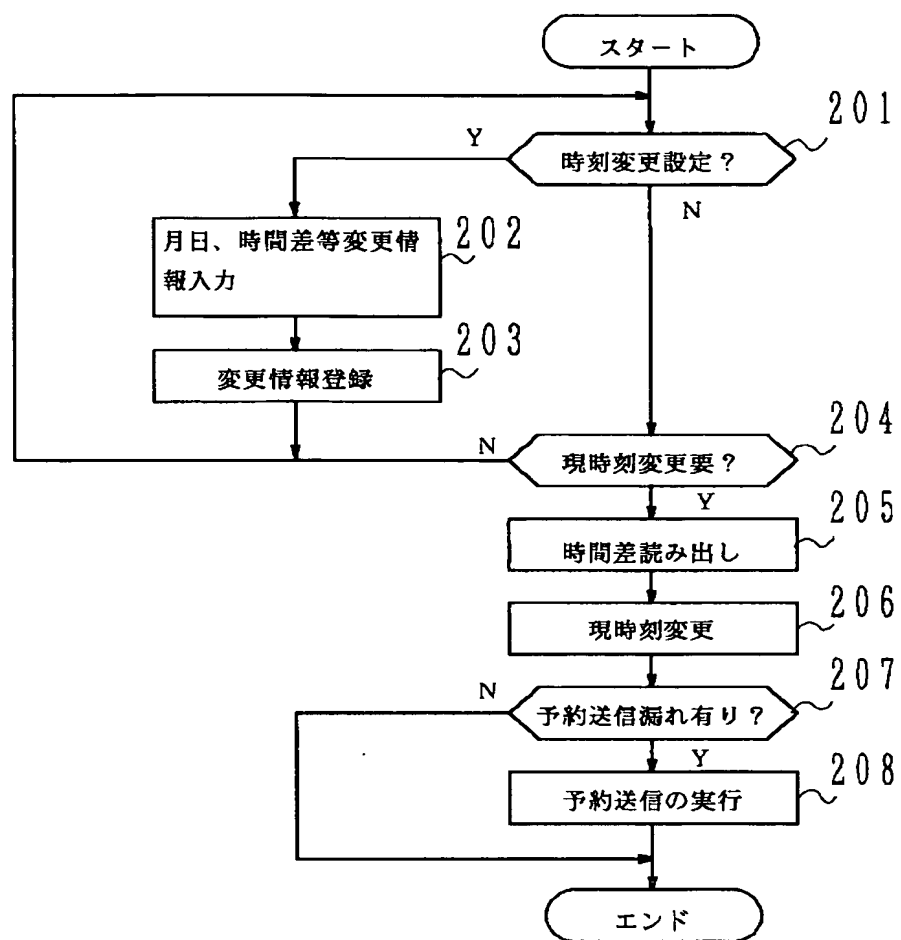 スタート
201
時刻変更設定？
Y
N
月日、時間差等変更情
報入力
202
変更情報登録
203
204
現時刻変更要？
N
Y
205
時間差読み出し
206
現時刻変更
207
予約送信漏れ有り？
N
Y
208
予約送信の実行
エンド